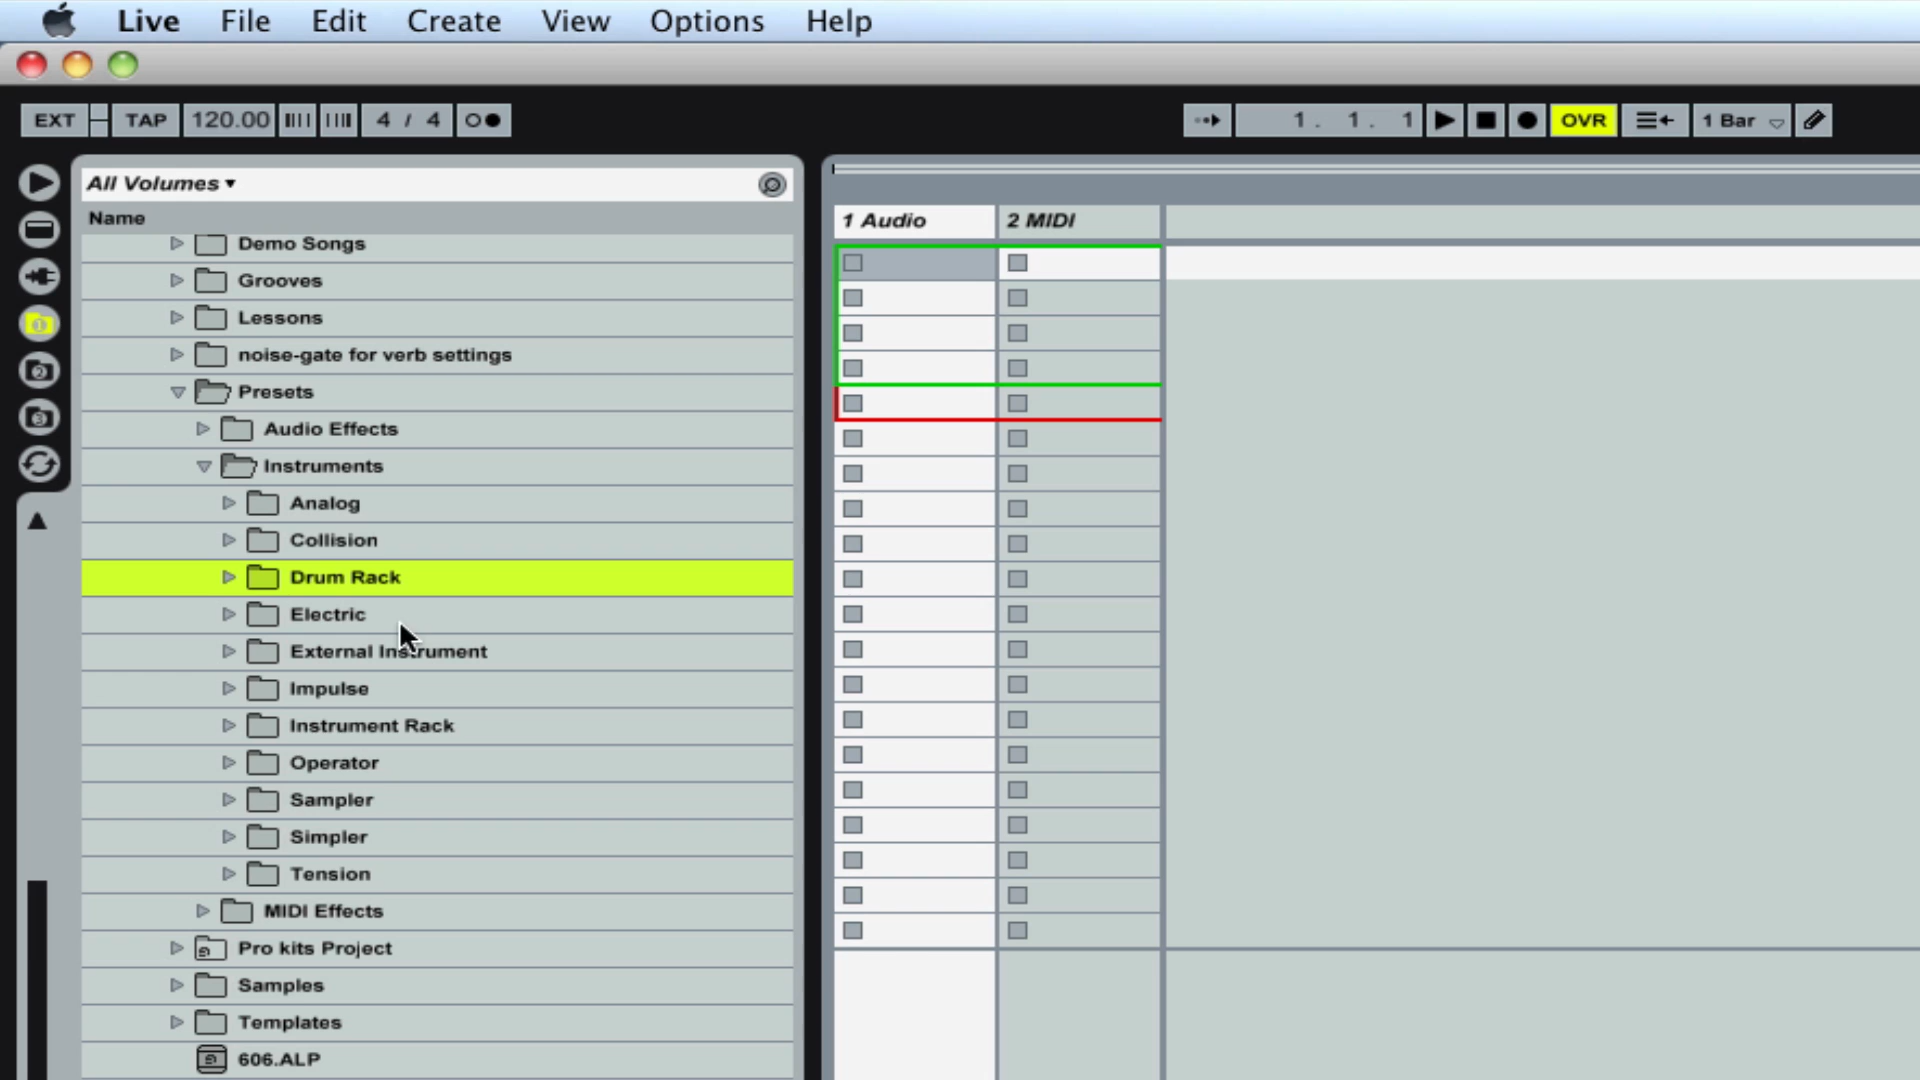 Live File Edit Create View Options Help
EXT TAP 120.00 4 / 4 1. 1. 1 OVR 1 Bar
All Volumes
Name
Demo Songs
Grooves
Lessons
noise-gate for verb settings
Presets
Audio Effects
Instruments
Analog
Collision
Drum Rack
Electric
External Instrument
Impulse
Instrument Rack
Operator
Sampler
Simpler
Tension
MIDI Effects
Pro kits Project
Samples
Templates
606.ALP
1 Audio 2 MIDI